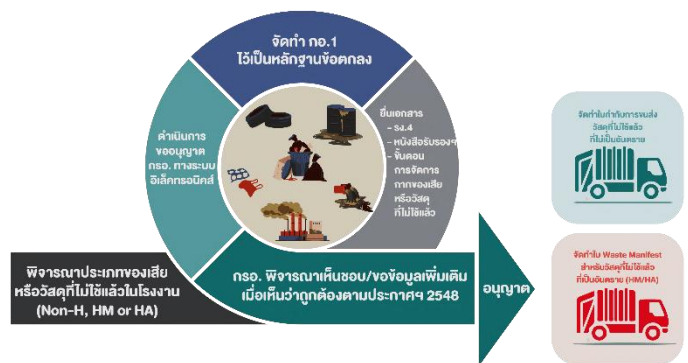 พิจารณาประเภทของเสีย
หรือวัสดุที่ไม่ใช้แล้วในโรงงาน
(Non-H, HM or HA)
ดำเนินการ
ขออนุญาต
กรอ. ทางระบบ
อิเล็คทรอนิคส์
จัดทำ กอ.1
ไว้เป็นหลักฐานข้อตกลง
ยื่นเอกสาร
- รง.4
- หนังสือรับรองฯ
- ขั้นตอน
การจัดการ
กากของเสีย
หรือวัสดุ
ที่ไม่ใช้แล้ว
กรอ. พิจารณาเห็นชอบ/ขอข้อมูลเพิ่มเติม
เมื่อเห็นว่าถูกต้องตามประกาศฯ 2548
อนุญาต
จัดทำใบกำกับการขนส่ง
วัสดุที่ไม่ใช้แล้ว
ที่ไม่เป็นอันตราย
จัดทำใบ Waste Manifest
สำหรับวัสดุที่ไม่ใช้แล้ว
ที่เป็นอันตราย (HM/HA)